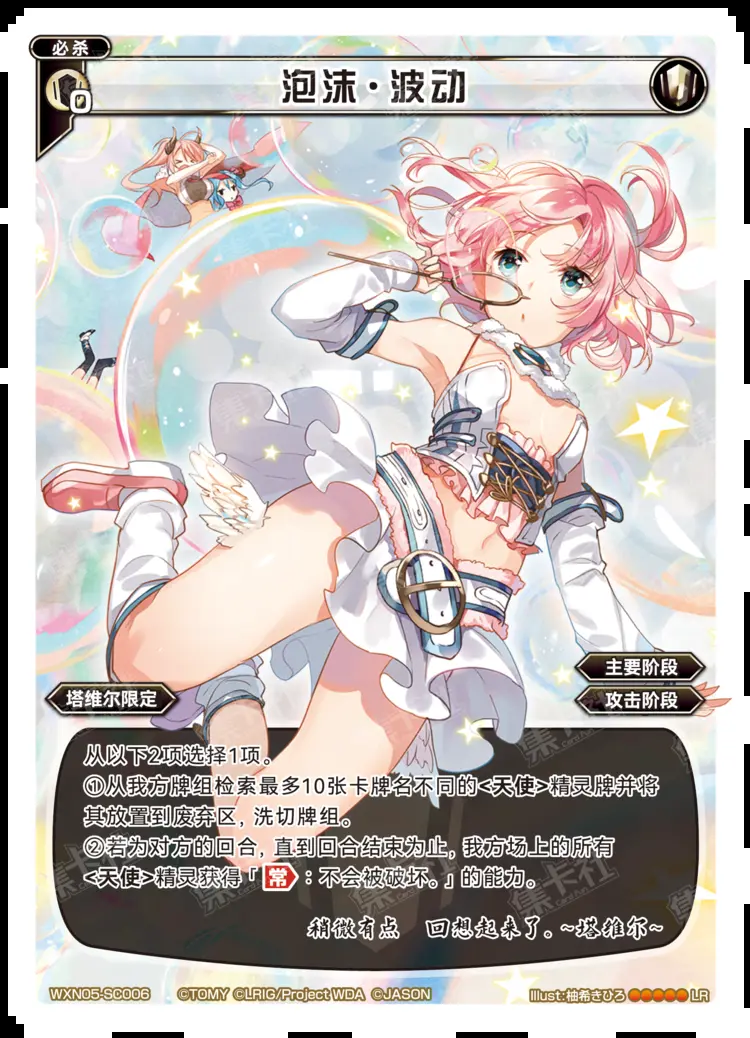 必杀
0
泡沫·波动
主要阶段
塔维尔限定
攻击阶段
从以下2项选择1项。
①从我方牌组检索最多10张卡牌名不同的<天使>精灵牌并将
其放置到废弃区，洗切牌组。
②若为对方的回合，直到回合结束为止，我方场上的所有
<天使>精灵获得「常：不会被破坏。」的能力。
稍微有点　回想起来了。~塔维尔~
WXN05-SC006 ©TOMY ©LRIG/Project WDA ©JASON Illust:柚希きひろ LR
集卡社